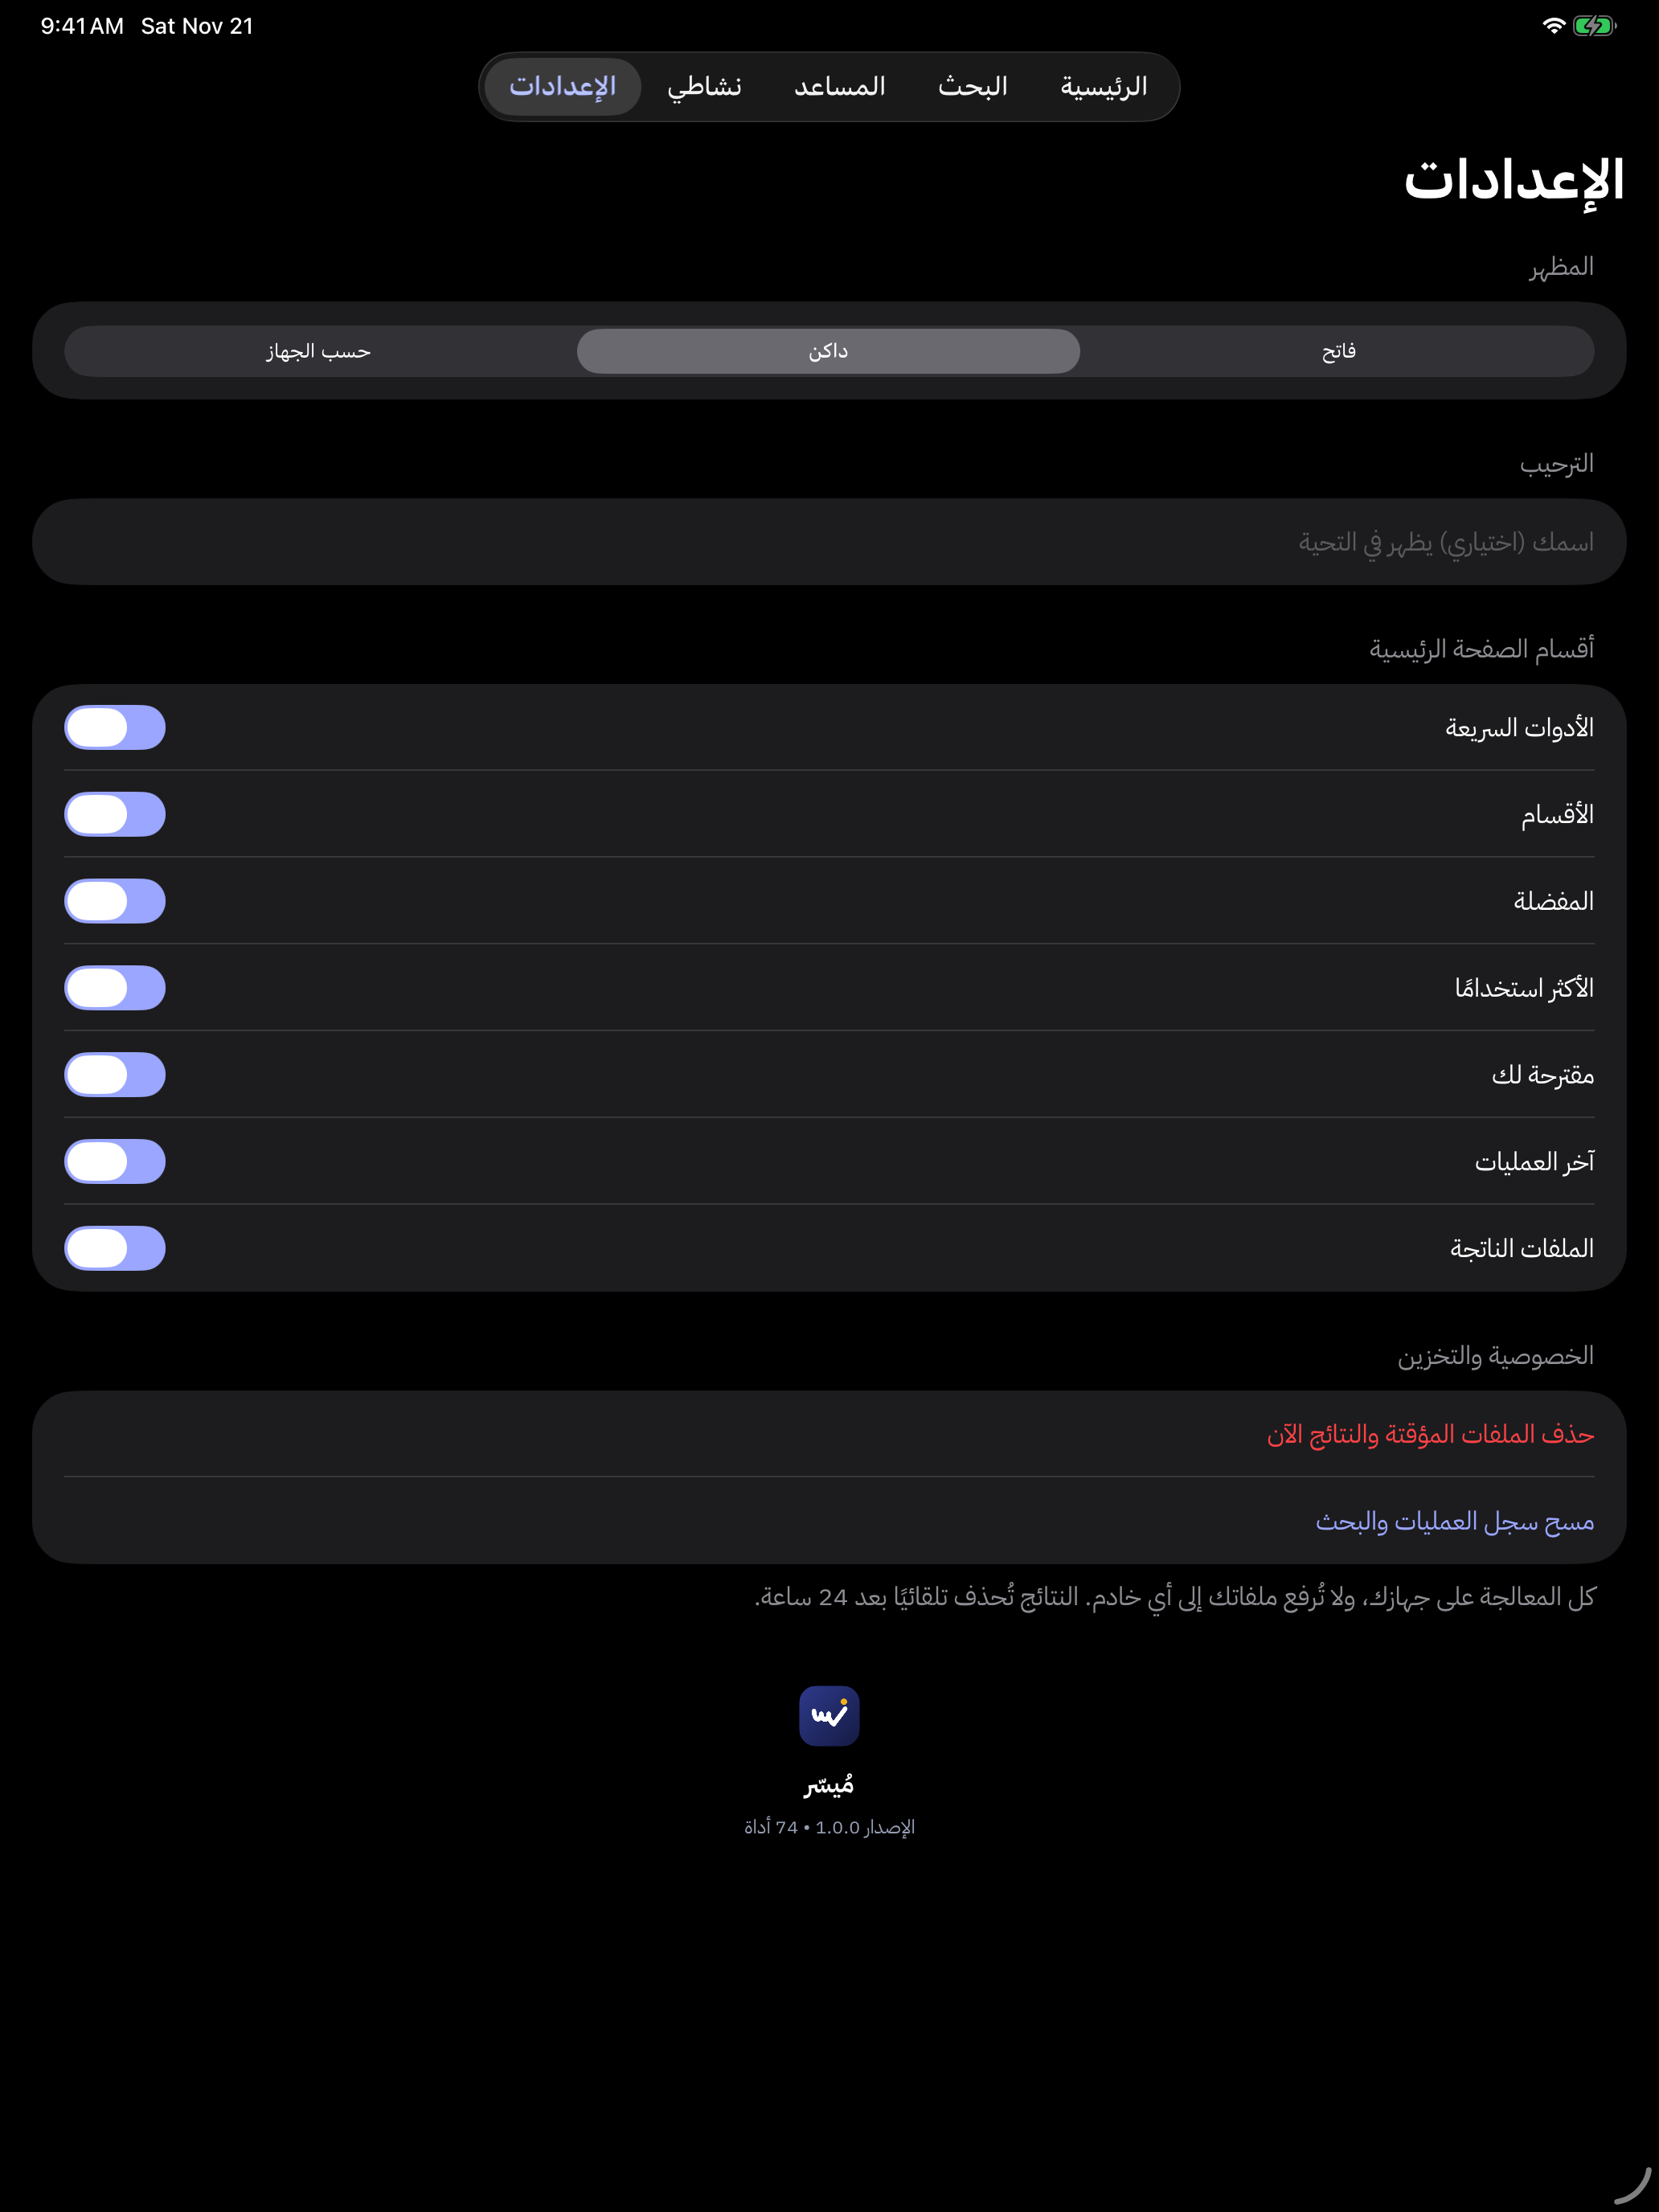 9:41 AM Sat Nov 21
الرئيسية البحث المساعد نشاطي الإعدادات
الإعدادات
المظهر
فاتح داكن حسب الجهاز
الترحيب
اسمك (اختياري) يظهر في التحية
أقسام الصفحة الرئيسية
الأدوات السريعة
الأقسام
المفضلة
الأكثر استخدامًا
مقترحة لك
آخر العمليات
الملفات الناتجة
الخصوصية والتخزين
حذف الملفات المؤقتة والنتائج الآن
مسح سجل العمليات والبحث
كل المعالجة على جهازك، ولا تُرفع ملفاتك إلى أي خادم. النتائج تُحذف تلقائيًا بعد 24 ساعة.
مُيسّر
الإصدار 1.0.0 • 74 أداة